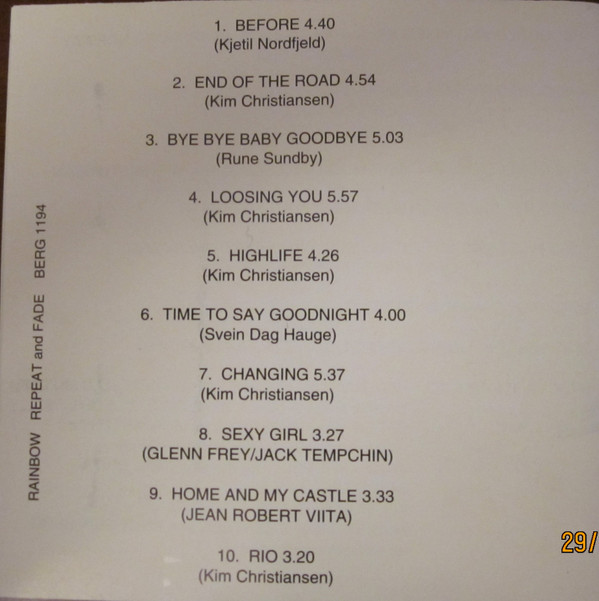 1. BEFORE 4.40
(Kjetil Nordfjeld)
2. END OF THE ROAD 4.54
(Kim Christiansen)
3. BYE BYE BABY GOODBYE 5.03
(Rune Sundby)
4. LOOSING YOU 5.57
(Kim Christiansen)
5. HIGHLIFE 4.26
(Kim Christiansen)
6. TIME TO SAY GOODNIGHT 4.00
(Svein Dag Hauge)
7. CHANGING 5.37
(Kim Christiansen)
8. SEXY GIRL 3.27
(GLENN FREY/JACK TEMPCHIN)
9. HOME AND MY CASTLE 3.33
(JEAN ROBERT VIITA)
10. RIO 3.20
(Kim Christiansen)
RAINBOW REPEAT and FADE BERG 1194
29/